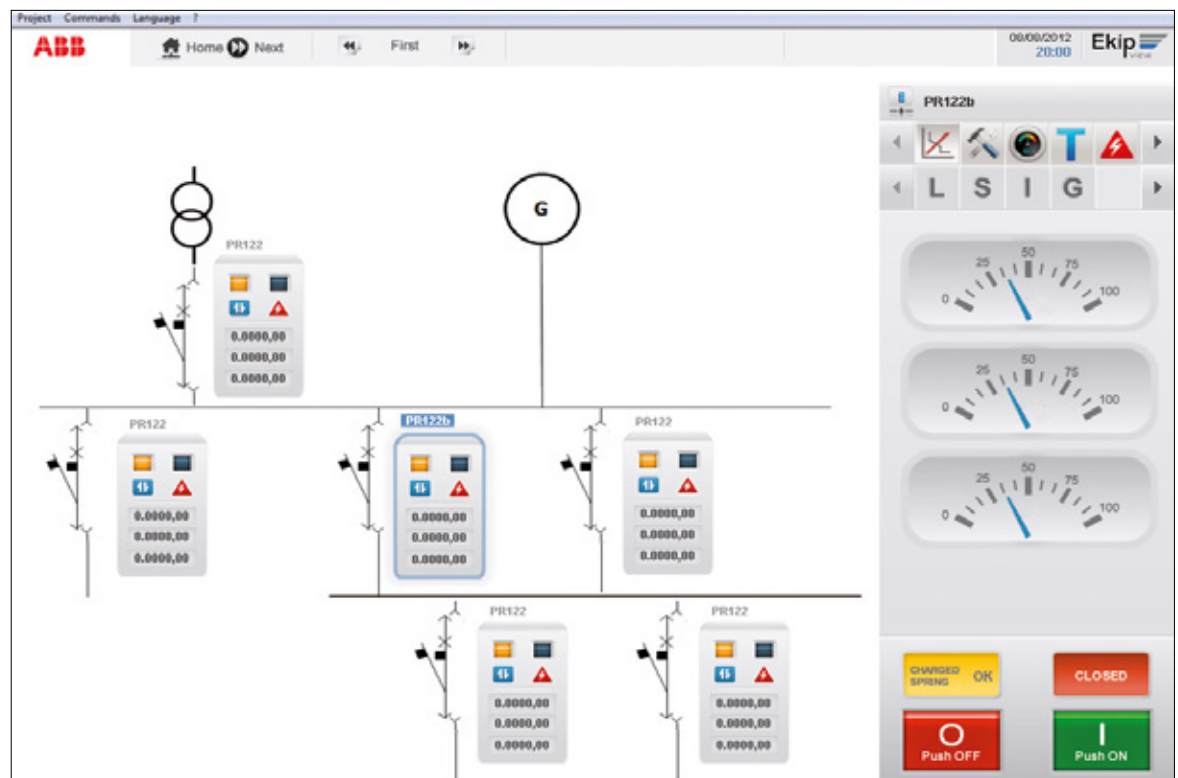 Project Commands Language ?
ABB Home Next First 00/00/2012 20:00 Ekip view
PR122b
T
L S I G
G
PR122
0.0000,00
0.0000,00
0.0000,00
0 25 50 75 100
0 25 50 75 100
0 25 50 75 100
PR122
0.0000,00
0.0000,00
0.0000,00
PR122b
0.0000,00
0.0000,00
0.0000,00
PR122
0.0000,00
0.0000,00
0.0000,00
PR122
0.0000,00
0.0000,00
0.0000,00
PR122
0.0000,00
0.0000,00
0.0000,00
CHARGED SPRING OK
CLOSED
O
Push OFF
I
Push ON